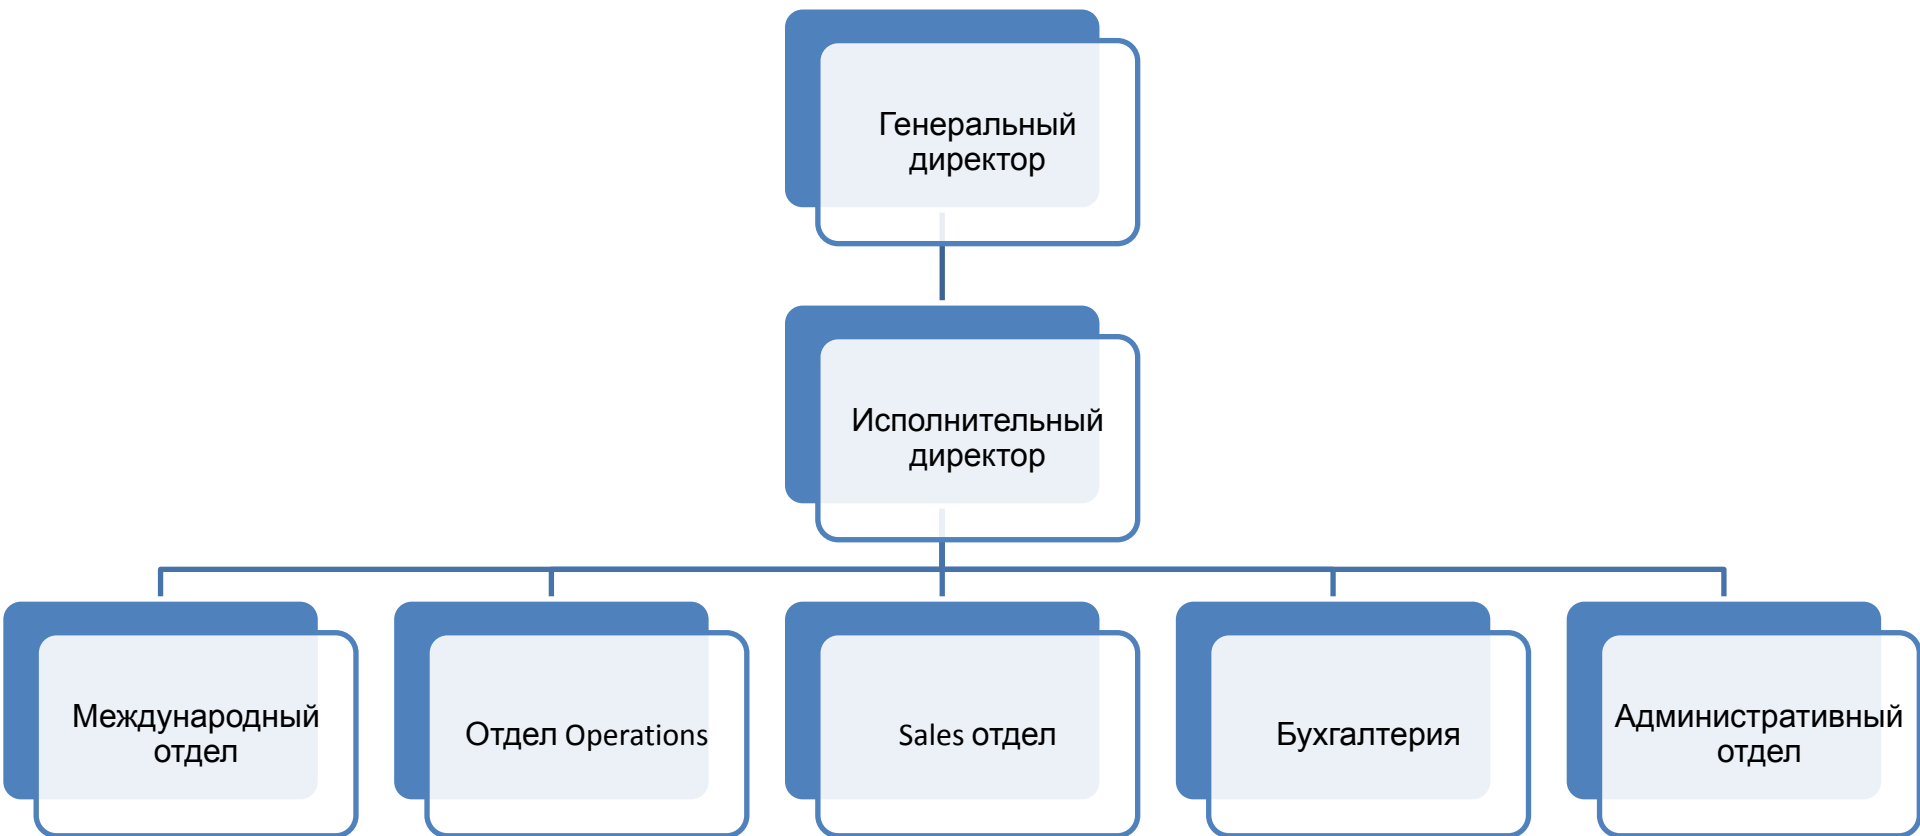 Генеральный
директор
Исполнительный
директор
Международный
отдел
Отдел Operations
Sales отдел
Бухгалтерия
Административный
отдел